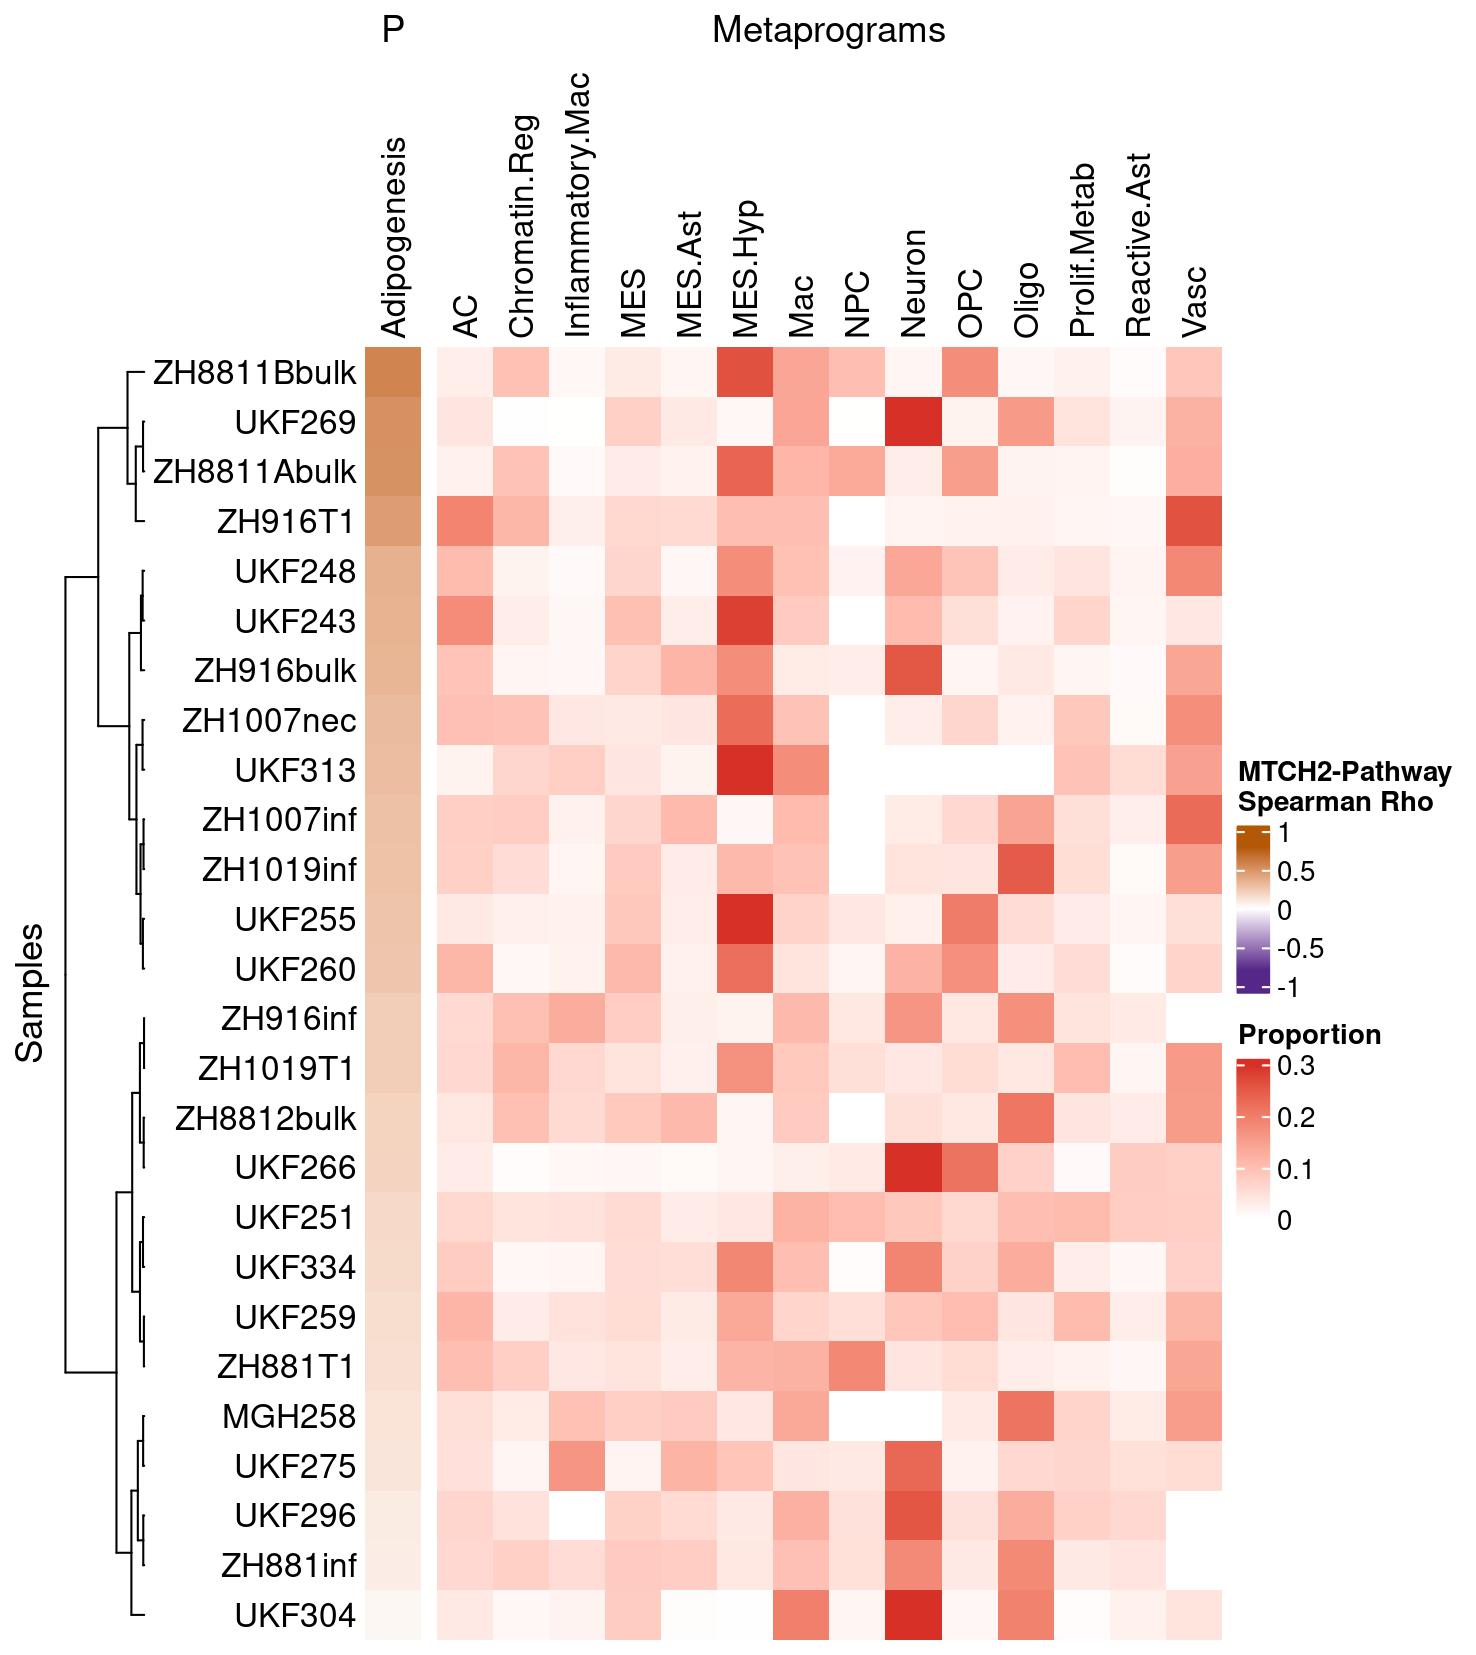 P
Metaprograms
Adipogenesis
AC
Chromatin.Reg
Inflammatory.Mac
MES
MES.Ast
MES.Hyp
Mac
NPC
Neuron
OPC
Oligo
Prolif.Metab
Reactive.Ast
Vasc
Samples
ZH8811Bbulk
UKF269
ZH8811Abulk
ZH916T1
UKF248
UKF243
ZH916bulk
ZH1007nec
UKF313
ZH1007inf
ZH1019inf
UKF255
UKF260
ZH916inf
ZH1019T1
ZH8812bulk
UKF266
UKF251
UKF334
UKF259
ZH881T1
MGH258
UKF275
UKF296
ZH881inf
UKF304
MTCH2-Pathway
Spearman Rho
1
0.5
0
-0.5
-1
Proportion
0.3
0.2
0.1
0